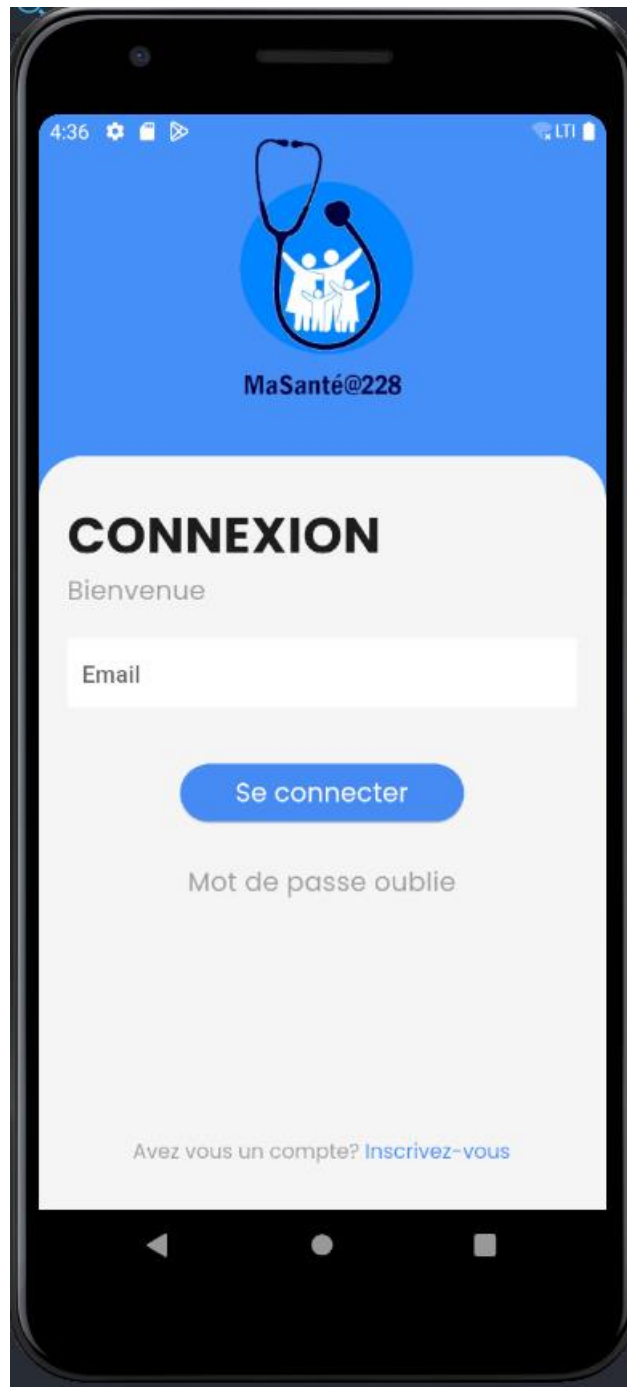 4:36 LTI
MaSanté@228
CONNEXION
Bienvenue
Email
Se connecter
Mot de passe oublie
Avez vous un compte? Inscrivez-vous